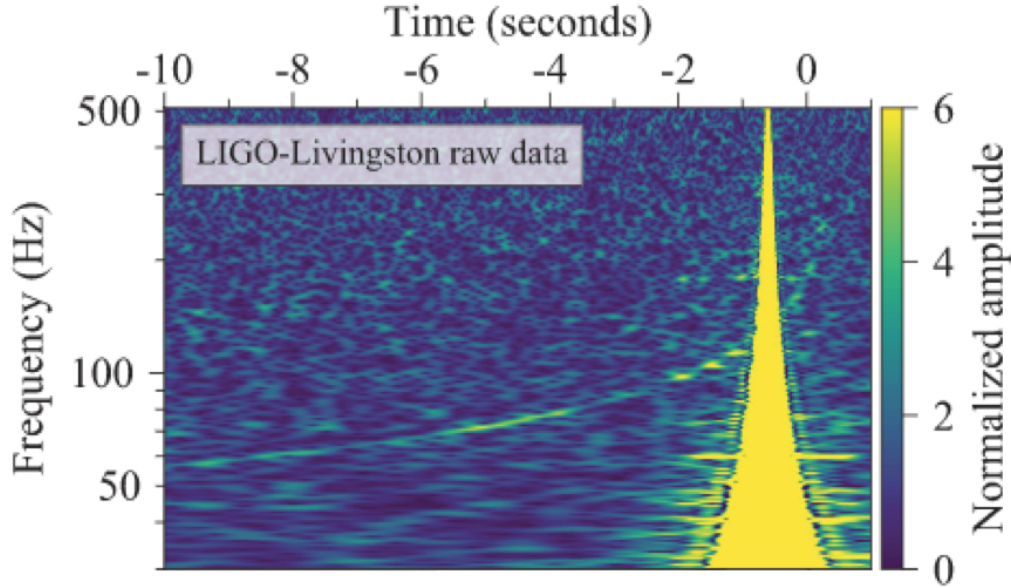 Time (seconds)
-10 -8 -6 -4 -2 0
500
100
50
Frequency (Hz)
LIGO-Livingston raw data
6
4
2
0
Normalized amplitude